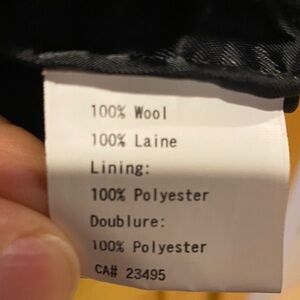 100% Wool
100% Laine
Lining:
100% Polyester
Doublure:
100% Polyester
CA# 23495